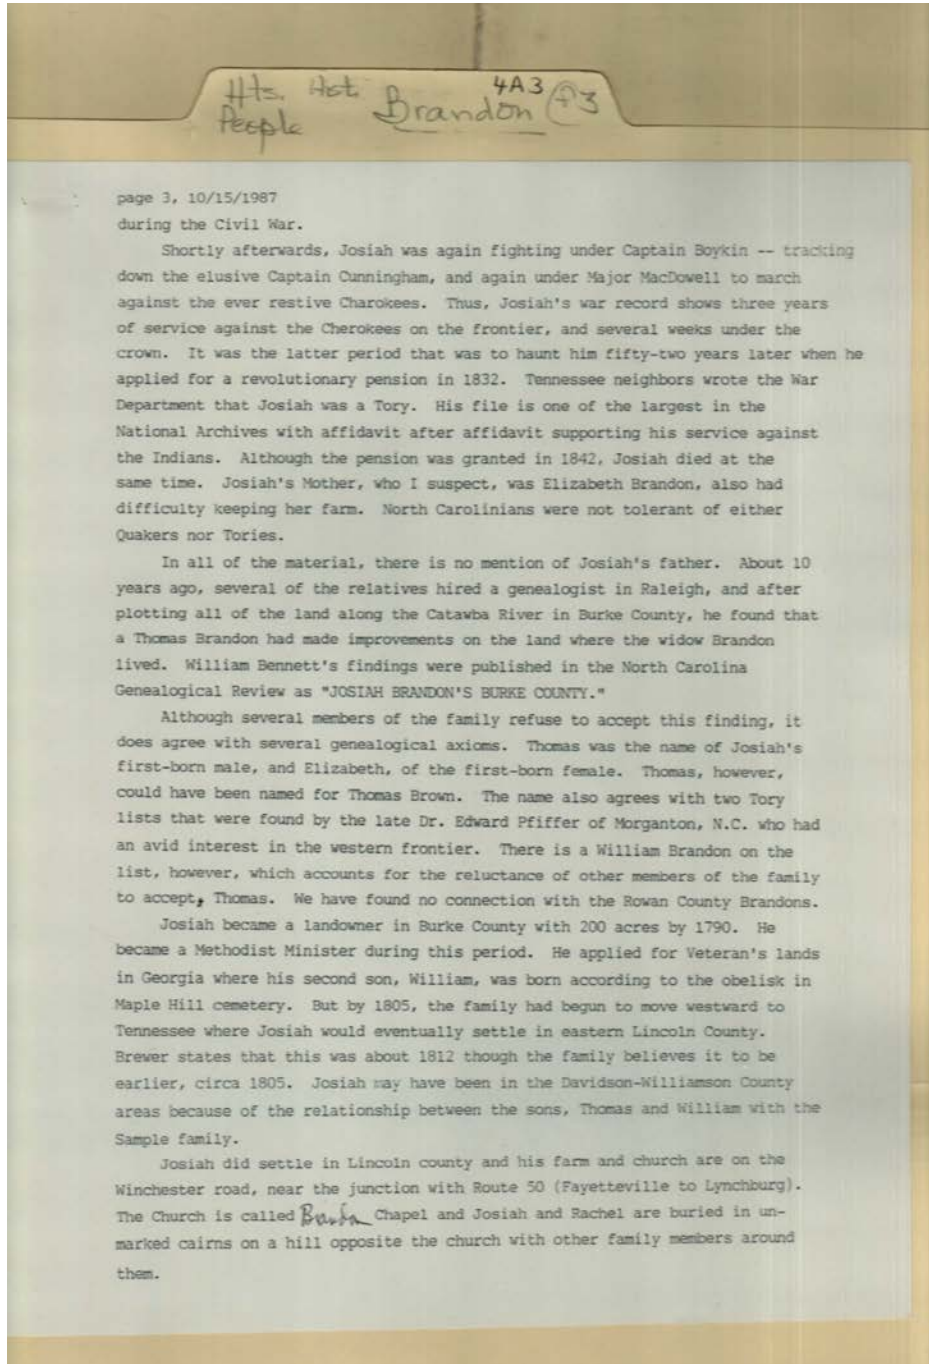 Hts. Hist. 4A3
People Brandon f3
page 3, 10/15/1987
during the Civil War.
Shortly afterwards, Josiah was again fighting under Captain Boykin -- tracking
down the elusive Captain Cunningham, and again under Major MacDowell to march
against the ever restive Charokees. Thus, Josiah's war record shows three years
of service against the Cherokees on the frontier, and several weeks under the
crown. It was the latter period that was to haunt him fifty-two years later when he
applied for a revolutionary pension in 1832. Tennessee neighbors wrote the War
Department that Josiah was a Tory. His file is one of the largest in the
National Archives with affidavit after affidavit supporting his service against
the Indians. Although the pension was granted in 1842, Josiah died at the
same time. Josiah's Mother, who I suspect, was Elizabeth Brandon, also had
difficulty keeping her farm. North Carolinians were not tolerant of either
Quakers nor Tories.
In all of the material, there is no mention of Josiah's father. About 10
years ago, several of the relatives hired a genealogist in Raleigh, and after
plotting all of the land along the Catawba River in Burke County, he found that
a Thomas Brandon had made improvements on the land where the widow Brandon
lived. William Bennett's findings were published in the North Carolina
Genealogical Review as "JOSIAH BRANDON'S BURKE COUNTY."
Although several members of the family refuse to accept this finding, it
does agree with several genealogical axioms. Thomas was the name of Josiah's
first-born male, and Elizabeth, of the first-born female. Thomas, however,
could have been named for Thomas Brown. The name also agrees with two Tory
lists that were found by the late Dr. Edward Pfiffer of Morganton, N.C. who had
an avid interest in the western frontier. There is a William Brandon on the
list, however, which accounts for the reluctance of other members of the family
to accept, Thomas. We have found no connection with the Rowan County Brandons.
Josiah became a landowner in Burke County with 200 acres by 1790. He
became a Methodist Minister during this period. He applied for Veteran's lands
in Georgia where his second son, William, was born according to the obelisk in
Maple Hill cemetery. But by 1805, the family had begun to move westward to
Tennessee where Josiah would eventually settle in eastern Lincoln County.
Brewer states that this was about 1812 though the family believes it to be
earlier, circa 1805. Josiah may have been in the Davidson-Williamson County
areas because of the relationship between the sons, Thomas and William with the
Sample family.
Josiah did settle in Lincoln county and his farm and church are on the
Winchester road, near the junction with Route 50 (Fayetteville to Lynchburg).
The Church is called Brandon Chapel and Josiah and Rachel are buried in un-
marked cairns on a hill opposite the church with other family members around
them.